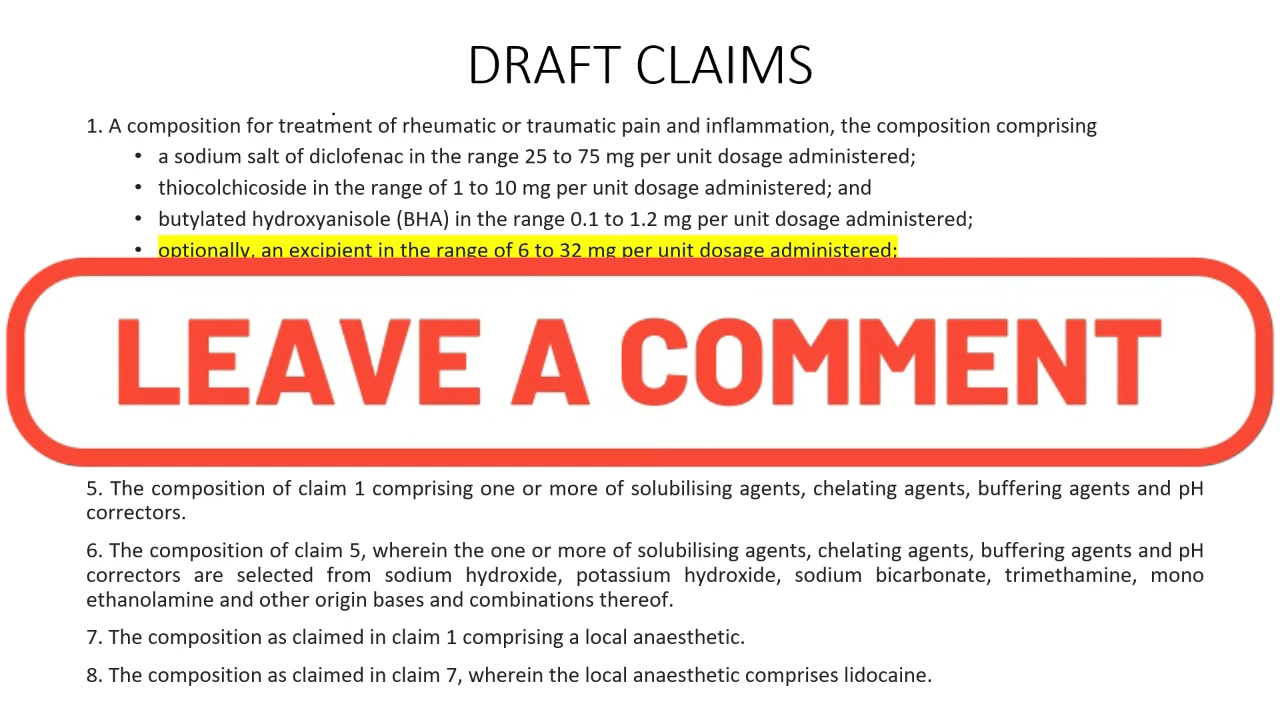 DRAFT CLAIMS
1. A composition for treatment of rheumatic or traumatic pain and inflammation, the composition comprising
• a sodium salt of diclofenac in the range 25 to 75 mg per unit dosage administered;
• thiocolchicoside in the range of 1 to 10 mg per unit dosage administered; and
• butylated hydroxyanisole (BHA) in the range 0.1 to 1.2 mg per unit dosage administered;
• optionally, an excipient in the range of 6 to 32 mg per unit dosage administered;
LEAVE A COMMENT
5. The composition of claim 1 comprising one or more of solubilising agents, chelating agents, buffering agents and pH
correctors.
6. The composition of claim 5, wherein the one or more of solubilising agents, chelating agents, buffering agents and pH
correctors are selected from sodium hydroxide, potassium hydroxide, sodium bicarbonate, trimethamine, mono
ethanolamine and other origin bases and combinations thereof.
7. The composition as claimed in claim 1 comprising a local anaesthetic.
8. The composition as claimed in claim 7, wherein the local anaesthetic comprises lidocaine.